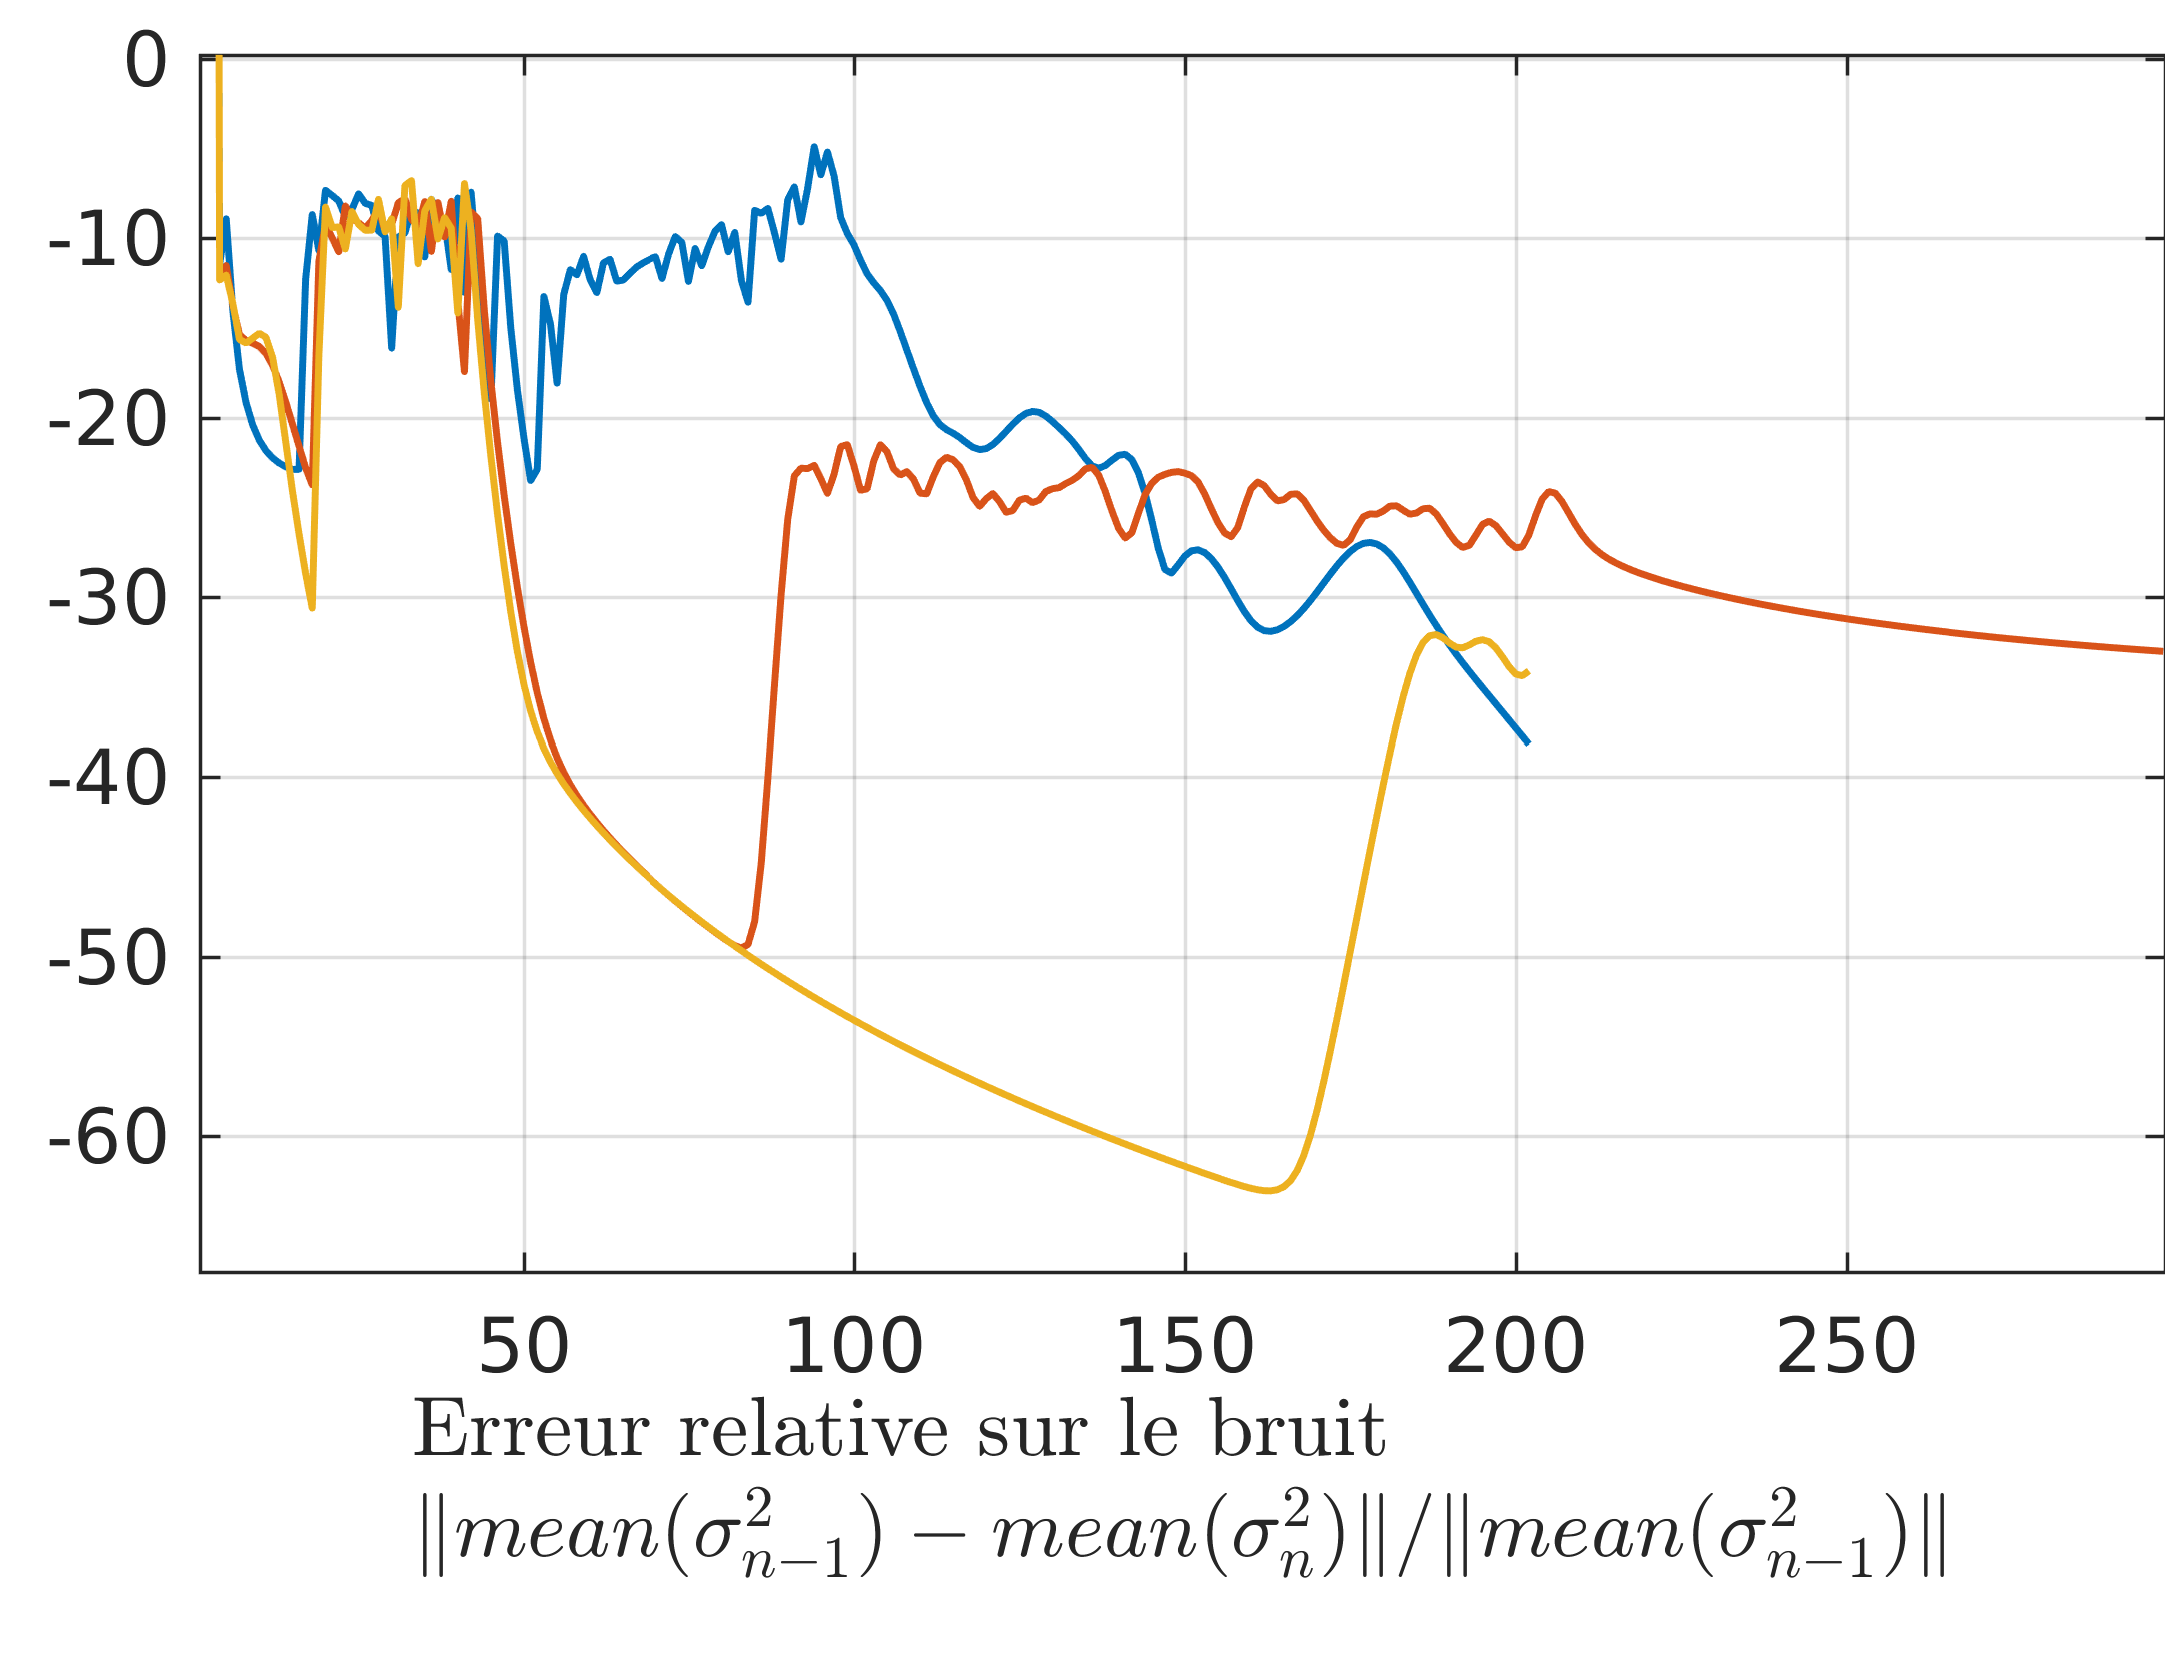 0
-10
-20
-30
-40
-50
-60
50 100 150 200 250
Erreur relative sur le bruit
‖mean(σ²ₙ₋₁) − mean(σ²ₙ)‖/‖mean(σ²ₙ₋₁)‖